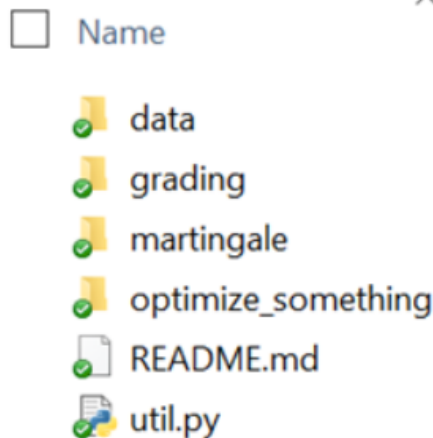 Name
data
grading
martingale
optimize_something
README.md
util.py